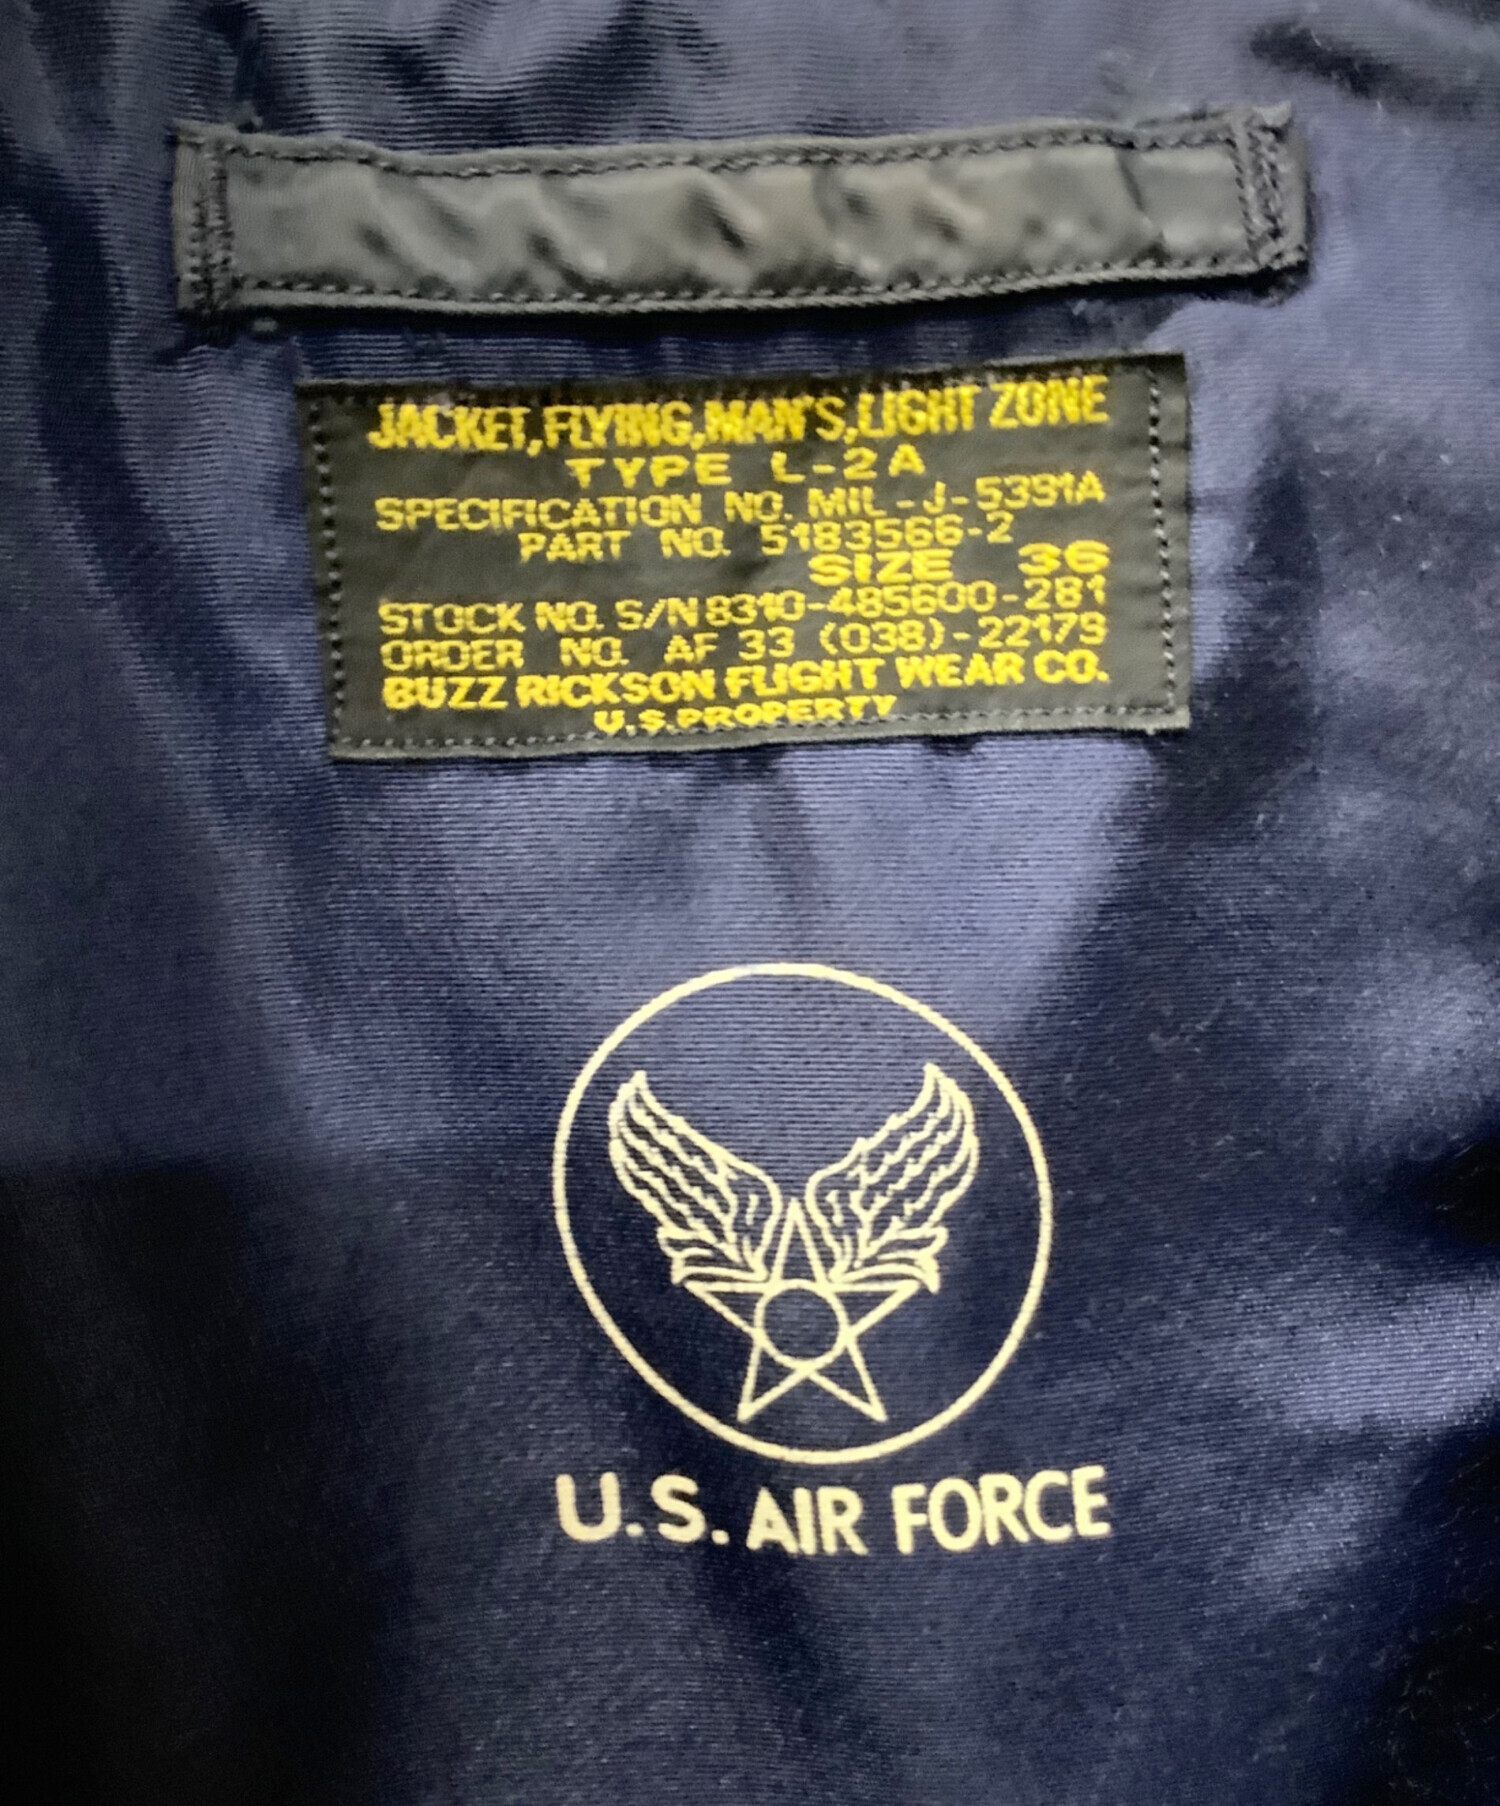 JACKET, FLYING, MAN'S, LIGHT ZONE
TYPE L-2A
SPECIFICATION NO. MIL-J-5391A
PART NO. 5183566-2
SIZE 36
STOCK NO. S/N 8310-485600-281
ORDER NO. AF 33 (038)-22179
BUZZ RICKSON FLIGHT WEAR CO.
U.S. PROPERTY
U.S. AIR FORCE